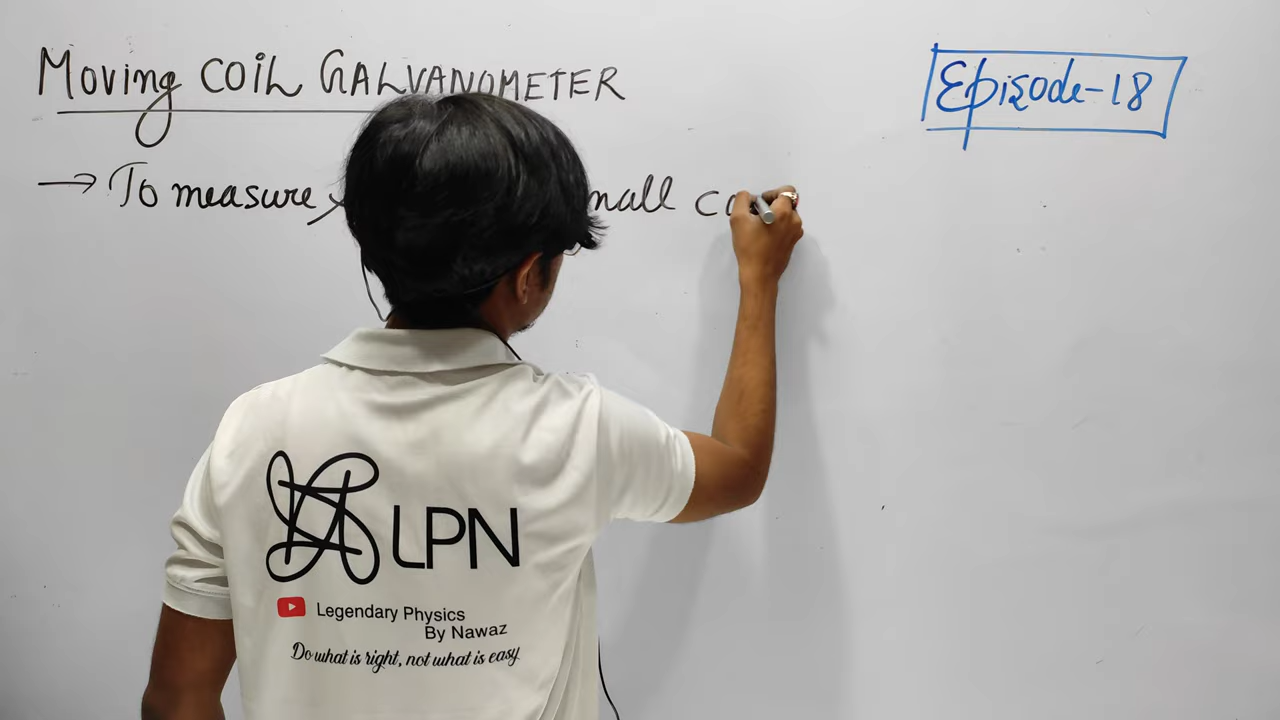 Moving COIL GALVANOMETER
Episode-18
→ To measure small
LPN
Legendary Physics
By Nawaz
Do what is right, not what is easy.